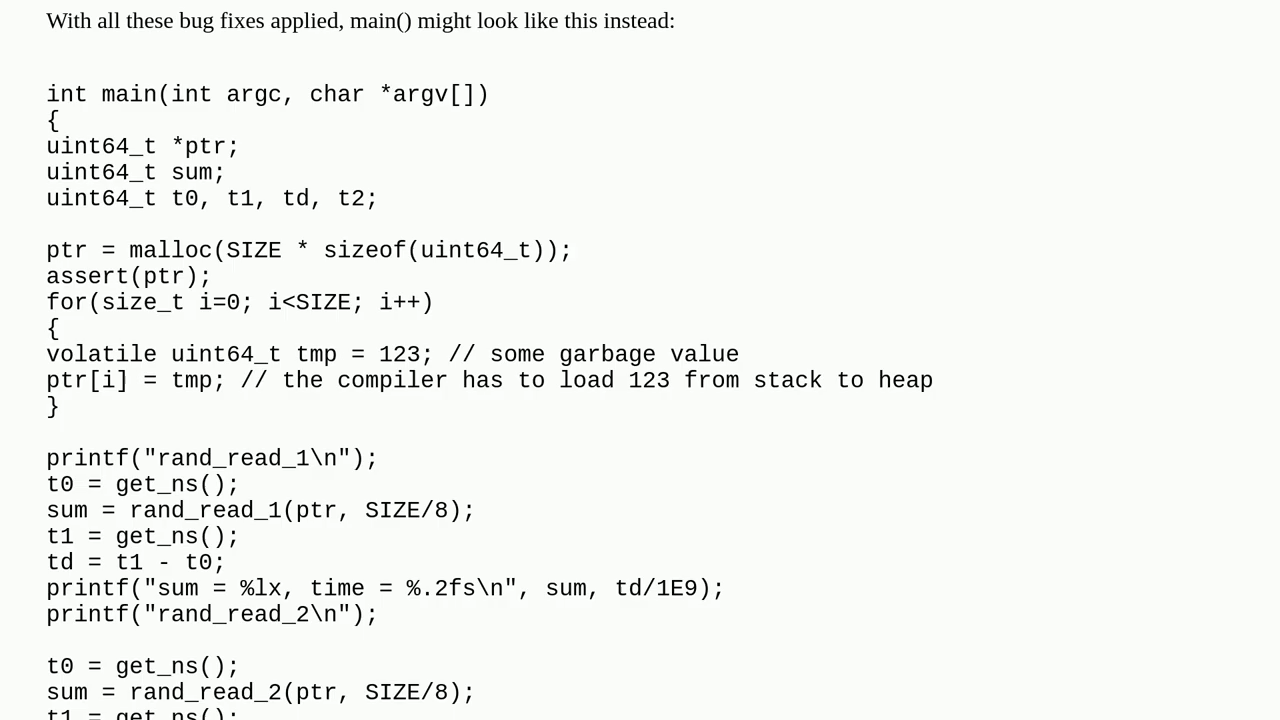 With all these bug fixes applied, main() might look like this instead:
int main(int argc, char *argv[])
{
uint64_t *ptr;
uint64_t sum;
uint64_t t0, t1, td, t2;
ptr = malloc(SIZE * sizeof(uint64_t));
assert(ptr);
for(size_t i=0; i<SIZE; i++)
{
volatile uint64_t tmp = 123; // some garbage value
ptr[i] = tmp; // the compiler has to load 123 from stack to heap
}
printf("rand_read_1\n");
t0 = get_ns();
sum = rand_read_1(ptr, SIZE/8);
t1 = get_ns();
td = t1 - t0;
printf("sum = %lx, time = %.2fs\n", sum, td/1E9);
printf("rand_read_2\n");
t0 = get_ns();
sum = rand_read_2(ptr, SIZE/8);
t1 = get_ns();